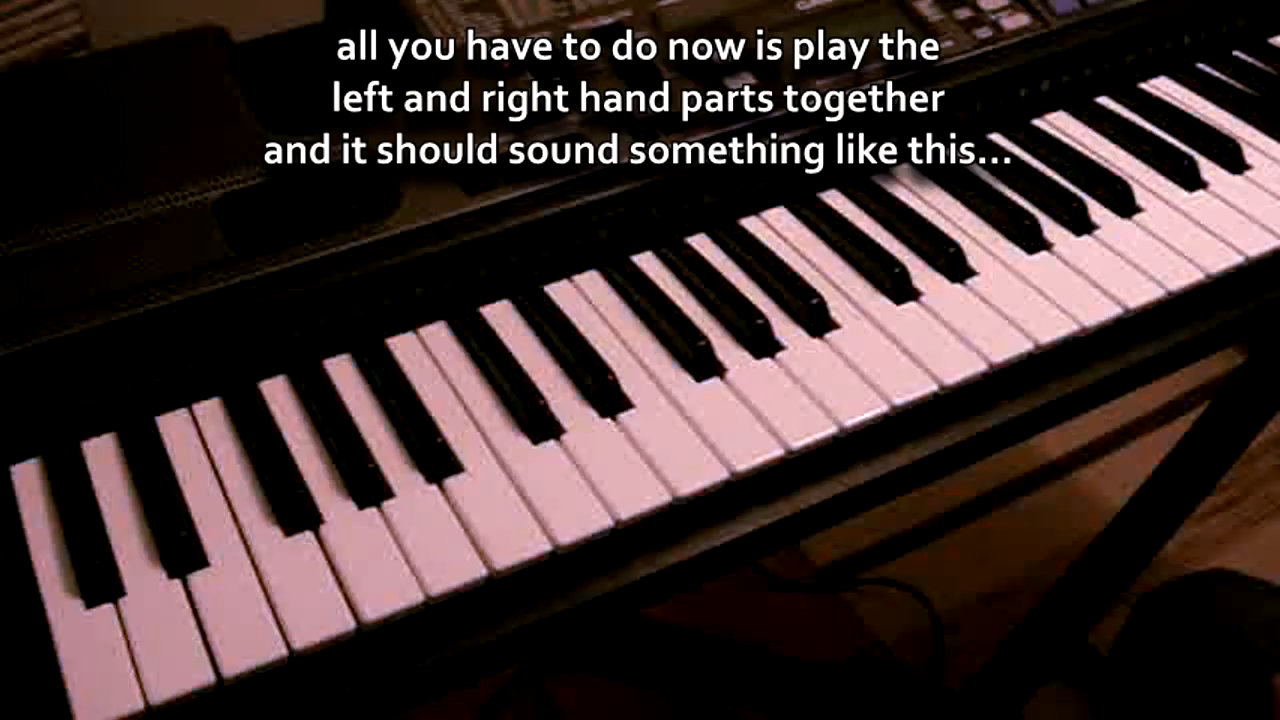 all you have to do now is play the
left and right hand parts together
and it should sound something like this...